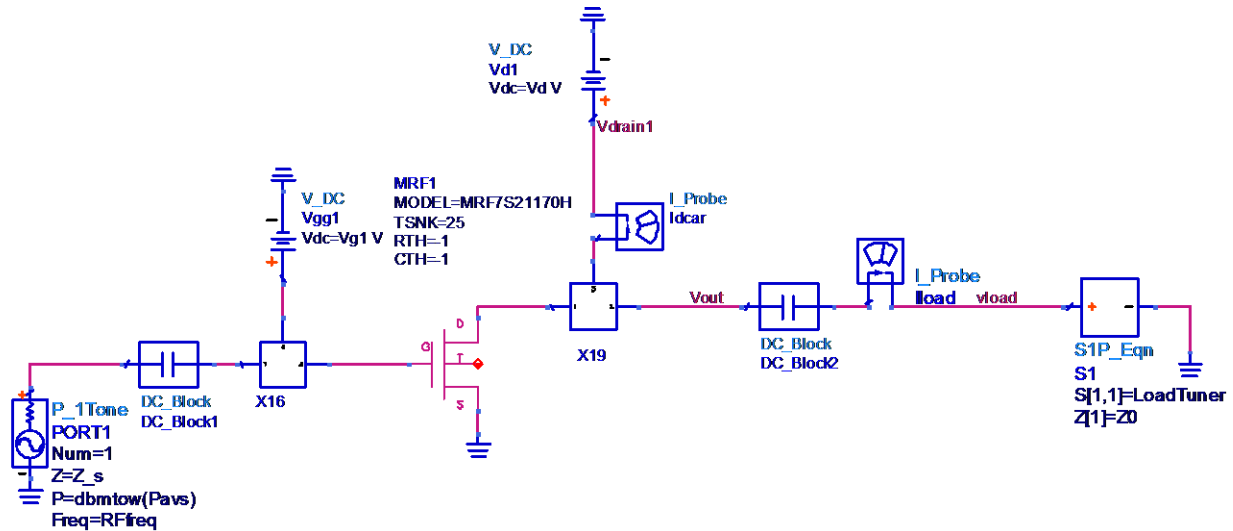 V_DC
Vd1
Vdc=Vd V
Vdrain1
V_DC
Vgg1
Vdc=Vg1 V
MRF1
MODEL=MRF7S21170H
TSNK=25
RTH=-1
CTH=-1
I_Probe
Idcar
P_1Tone
PORT1
Num=1
Z=Z_s
P=dbmtow(Pavs)
Freq=RFfreq
DC_Block
DC_Block1
X16
G
D
T
S
X19
Vout
DC_Block
DC_Block2
I_Probe
Iload
vload
S1P_Eqn
S1
S[1,1]=LoadTuner
Z[1]=Z0